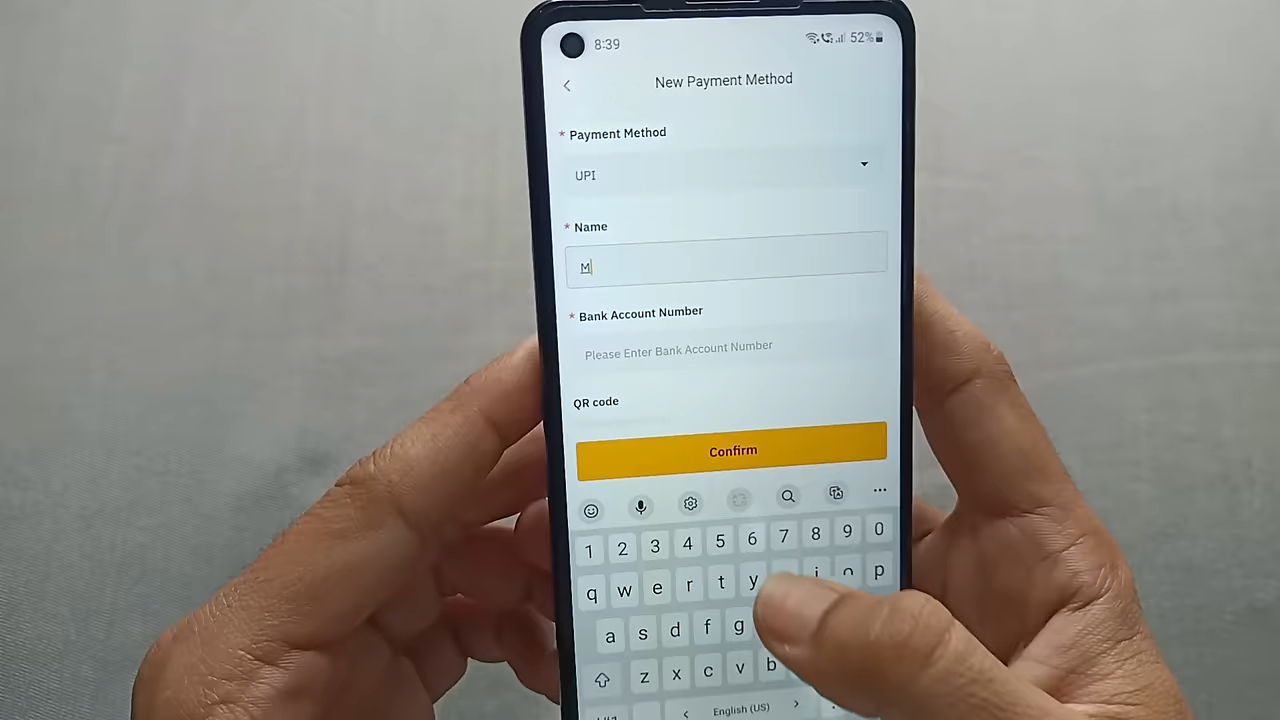 8:39
52%
New Payment Method
* Payment Method
UPI
* Name
M
* Bank Account Number
Please Enter Bank Account Number
QR code
Confirm
1 2 3 4 5 6 7 8 9 0
q w e r t y i o p
a s d f g
z x c v b
English (US)